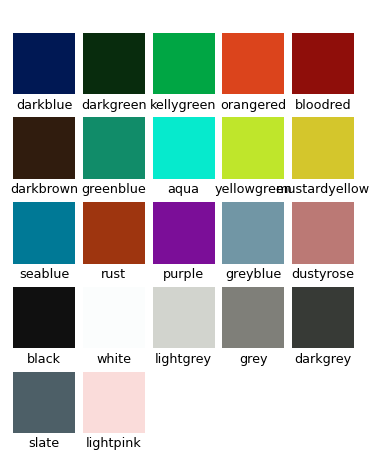 darkblue darkgreen kellygreen orangered bloodred
darkbrown greenblue aqua yellowgreen mustardyellow
seablue rust purple greyblue dustyrose
black white lightgrey grey darkgrey
slate lightpink